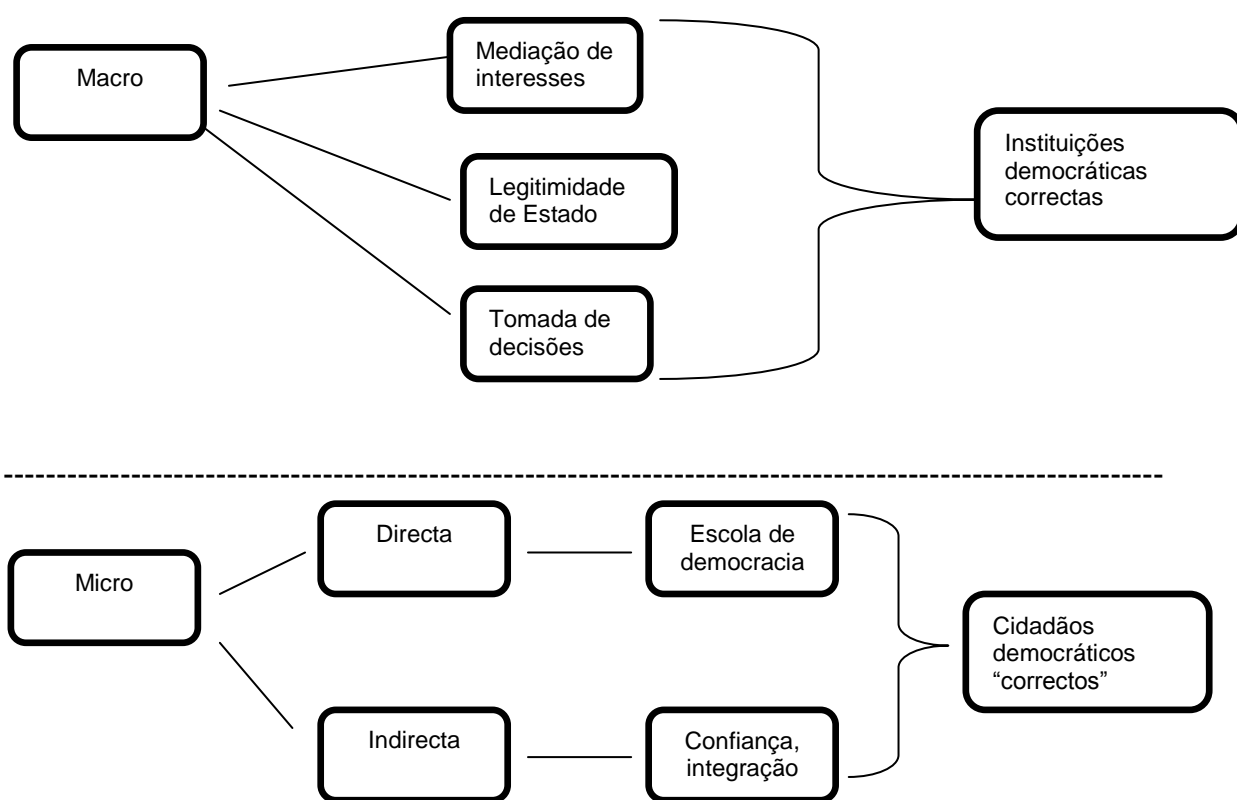 Macro
Mediação de
interesses
Legitimidade
de Estado
Tomada de
decisões
Instituições
democráticas
correctas
Micro
Directa
Escola de
democracia
Indirecta
Confiança,
integração
Cidadãos
democráticos
“correctos”